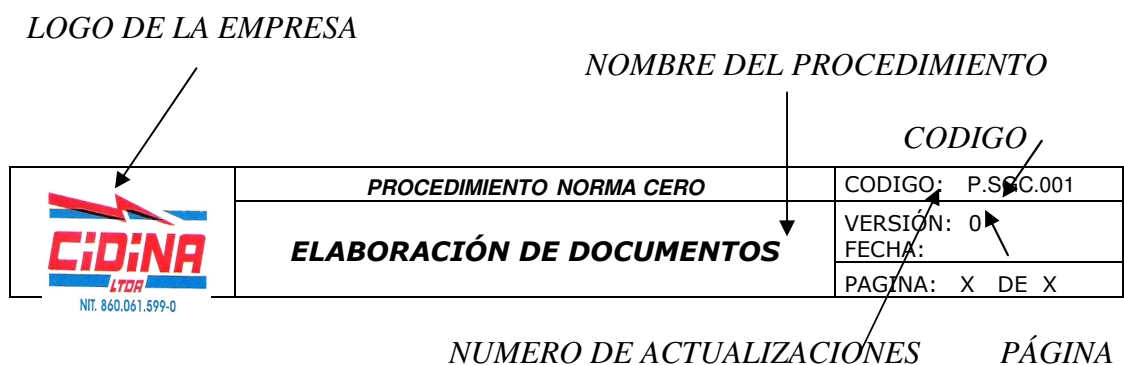 LOGO DE LA EMPRESA
NOMBRE DEL PROCEDIMIENTO
CODIGO
CiDiNA
LTDA
NIT. 860.061.599-0
PROCEDIMIENTO NORMA CERO
ELABORACIÓN DE DOCUMENTOS
CODIGO: P.SGC.001
VERSIÓN: 0
FECHA:
PAGINA: X DE X
NUMERO DE ACTUALIZACIONES PÁGINA